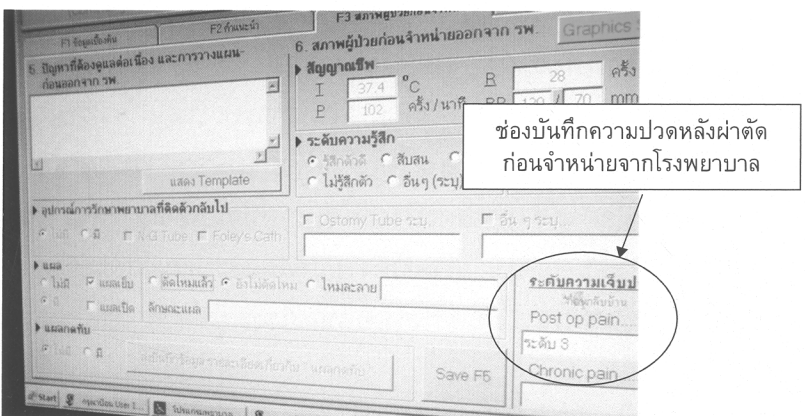 F1 ข้อมูลเบื้องต้น
F2 คำแนะนำ
F3 สภาพผู้ป่วยก่อนจำหน่าย
5. ปัญหาที่ต้องดูแลต่อเนื่อง และการวางแผน
ก่อนออกจาก รพ.
แสดง Template
6. สภาพผู้ป่วยก่อนจำหน่ายออกจาก รพ.
Graphics
สัญญาณชีพ
T 37.4 °C R 28 ครั้ง
P 102 ครั้ง / นาที BP 120 / 70 mm
ช่องบันทึกความปวดหลังผ่าตัด
ก่อนจำหน่ายจากโรงพยาบาล
ระดับความรู้สึก
รู้สึกตัวดี สับสน
ไม่รู้สึกตัว อื่นๆ (ระบุ)
อุปกรณ์การรักษาพยาบาลที่ติดตัวกลับไป
ไม่มี มี N-G Tube Foley's Cath
Ostomy Tube ระบุ.. อื่น ๆ ระบุ...
แผล
ไม่มี แผลเย็บ ตัดไหมแล้ว ยังไม่ตัดไหม ไหมละลาย
มี แผลเปิด ลักษณะแผล
ระดับความเจ็บป
Post op pain....
ระดับ 3
Chronic pain
แผลกดทับ
ไม่มี มี
Save F5
Start